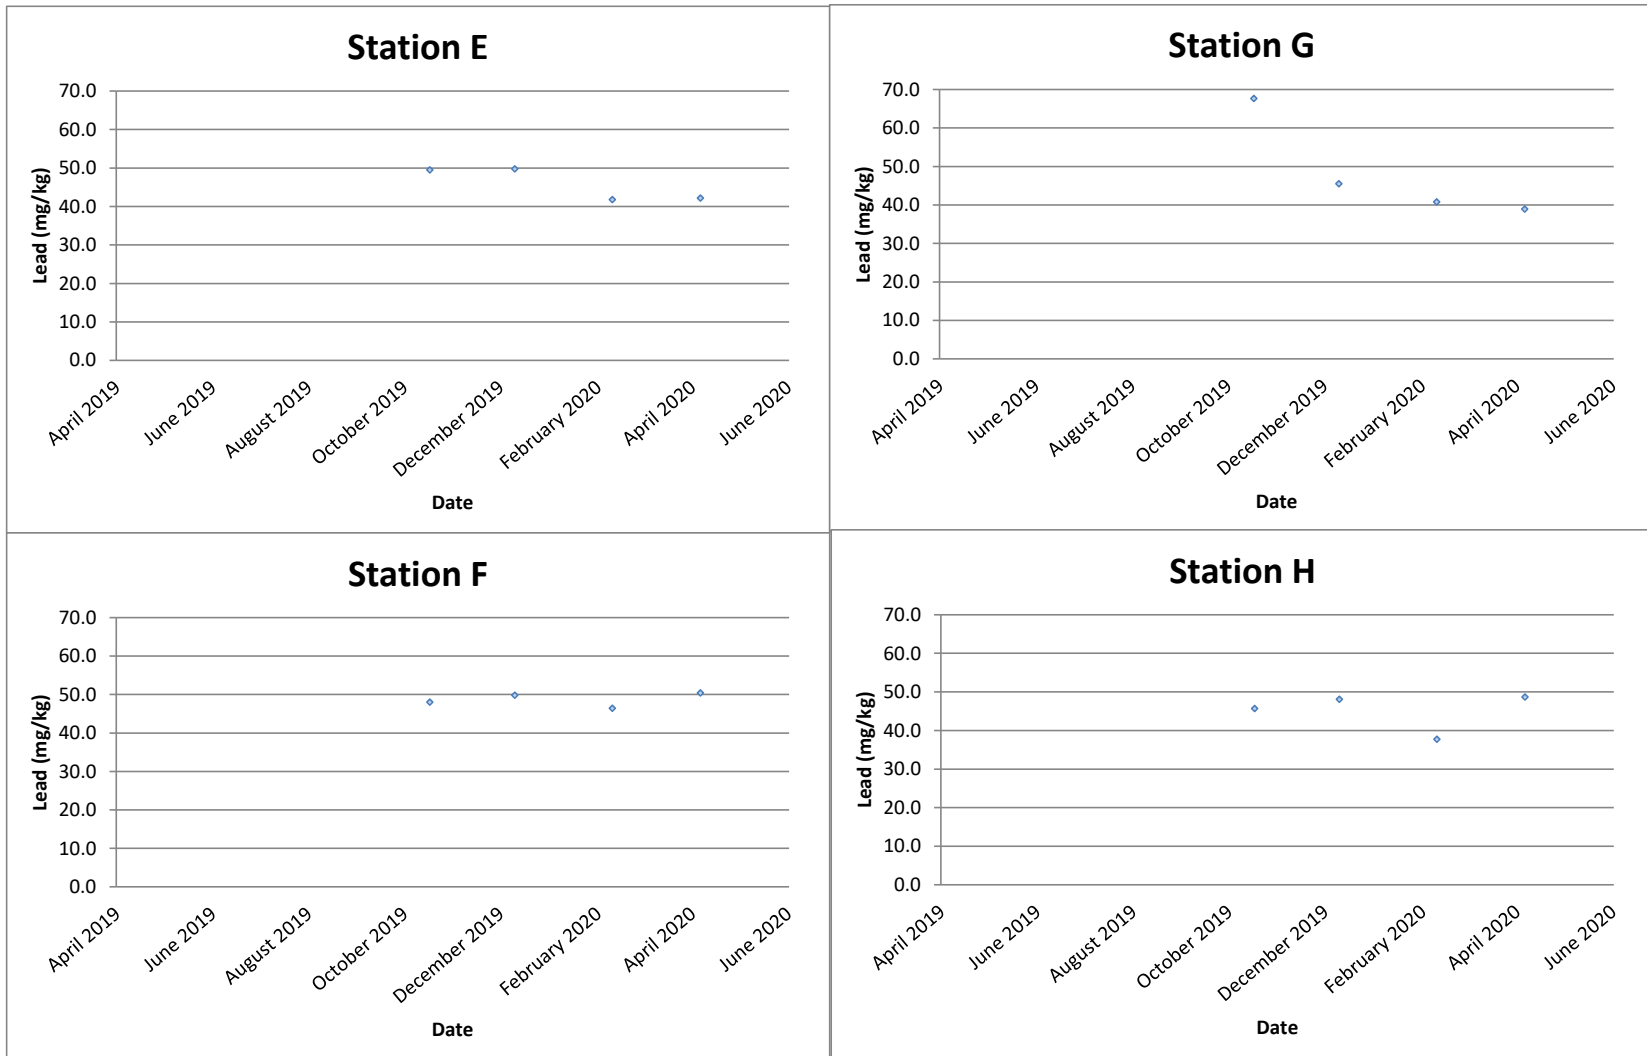 Station E
70.0
60.0
50.0
40.0
30.0
20.0
10.0
0.0
Lead (mg/kg)
April 2019
June 2019
August 2019
October 2019
December 2019
February 2020
April 2020
June 2020
Date
Station G
70.0
60.0
50.0
40.0
30.0
20.0
10.0
0.0
Lead (mg/kg)
April 2019
June 2019
August 2019
October 2019
December 2019
February 2020
April 2020
June 2020
Date
Station F
70.0
60.0
50.0
40.0
30.0
20.0
10.0
0.0
Lead (mg/kg)
April 2019
June 2019
August 2019
October 2019
December 2019
February 2020
April 2020
June 2020
Date
Station H
70.0
60.0
50.0
40.0
30.0
20.0
10.0
0.0
Lead (mg/kg)
April 2019
June 2019
August 2019
October 2019
December 2019
February 2020
April 2020
June 2020
Date